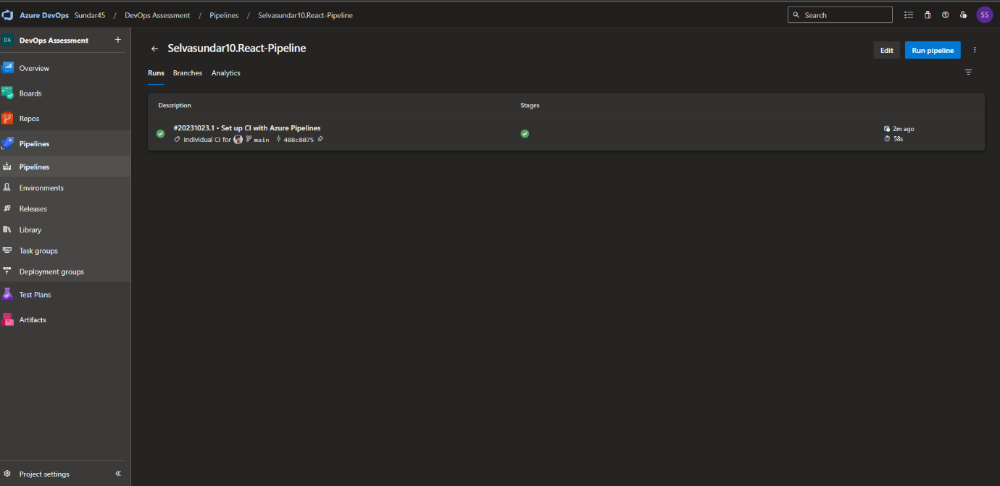 Azure DevOps Sundar45 / DevOps Assessment / Pipelines / Selvasundar10.React-Pipeline Search SS
DA DevOps Assessment +
Overview
Boards
Repos
Pipelines
Pipelines
Environments
Releases
Library
Task groups
Deployment groups
Test Plans
Artifacts
Project settings
Selvasundar10.React-Pipeline Edit Run pipeline
Runs Branches Analytics
Description Stages
#20231023.1 • Set up CI with Azure Pipelines 2m ago
Individual CI for main 488c8075 58s